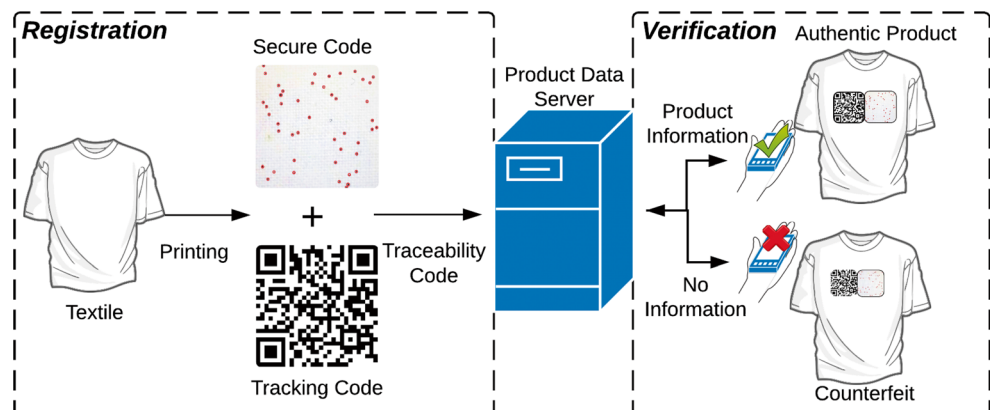 Registration
Secure Code
Printing
Textile
Tracking Code
Traceability
Code
Product Data
Server
Verification
Authentic Product
Product
Information
No
Information
Counterfeit